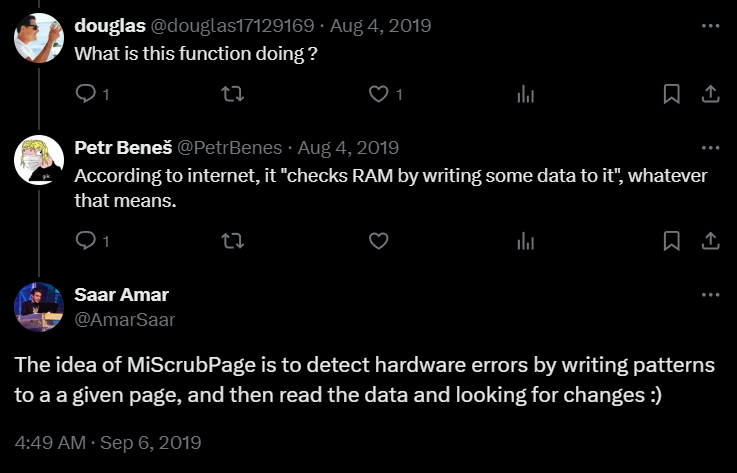 douglas @douglas17129169 · Aug 4, 2019
What is this function doing ?
1 1
Petr Beneš @PetrBenes · Aug 4, 2019
According to internet, it "checks RAM by writing some data to it", whatever
that means.
1
Saar Amar
@AmarSaar
The idea of MiScrubPage is to detect hardware errors by writing patterns
to a a given page, and then read the data and looking for changes :)
4:49 AM · Sep 6, 2019